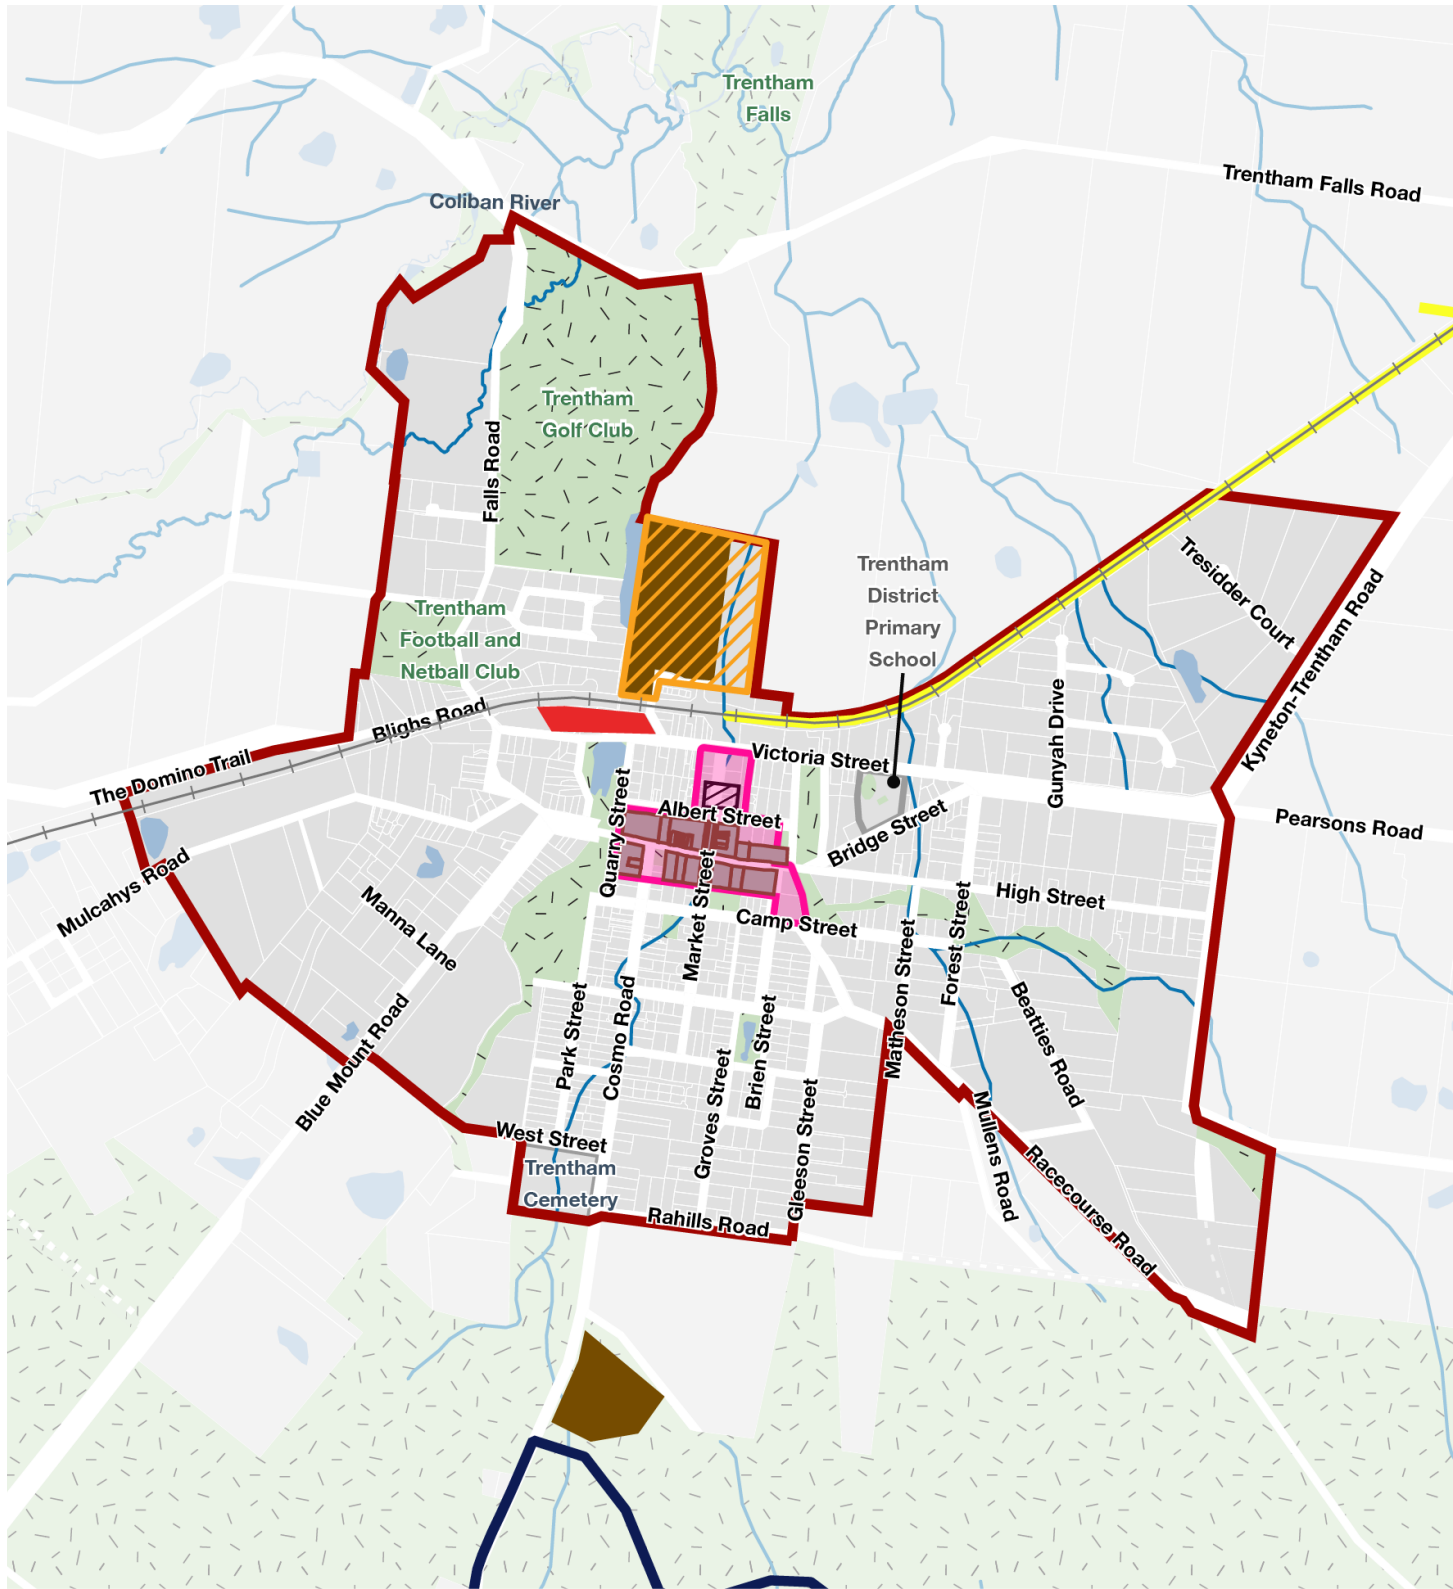 Trentham
Falls
Trentham Falls Road
Coliban River
Trentham
Golf Club
Falls Road
Trentham
District
Primary
School
Tresidder Court
Kyneton-Trentham Road
Trentham
Football and
Netball Club
Blighs Road
Gunyah Drive
The Domino Trail
Victoria Street
Albert Street
Quarry Street
Bridge Street
Pearsons Road
Mulcahys Road
Manna Lane
Market Street
High Street
Camp Street
Matheson Street
Forest Street
Blue Mount Road
Park Street
Cosmo Road
Groves Street
Brien Street
Gleeson Street
Beatties Road
Mullens Road
Racecourse Road
West Street
Trentham
Cemetery
Rahills Road